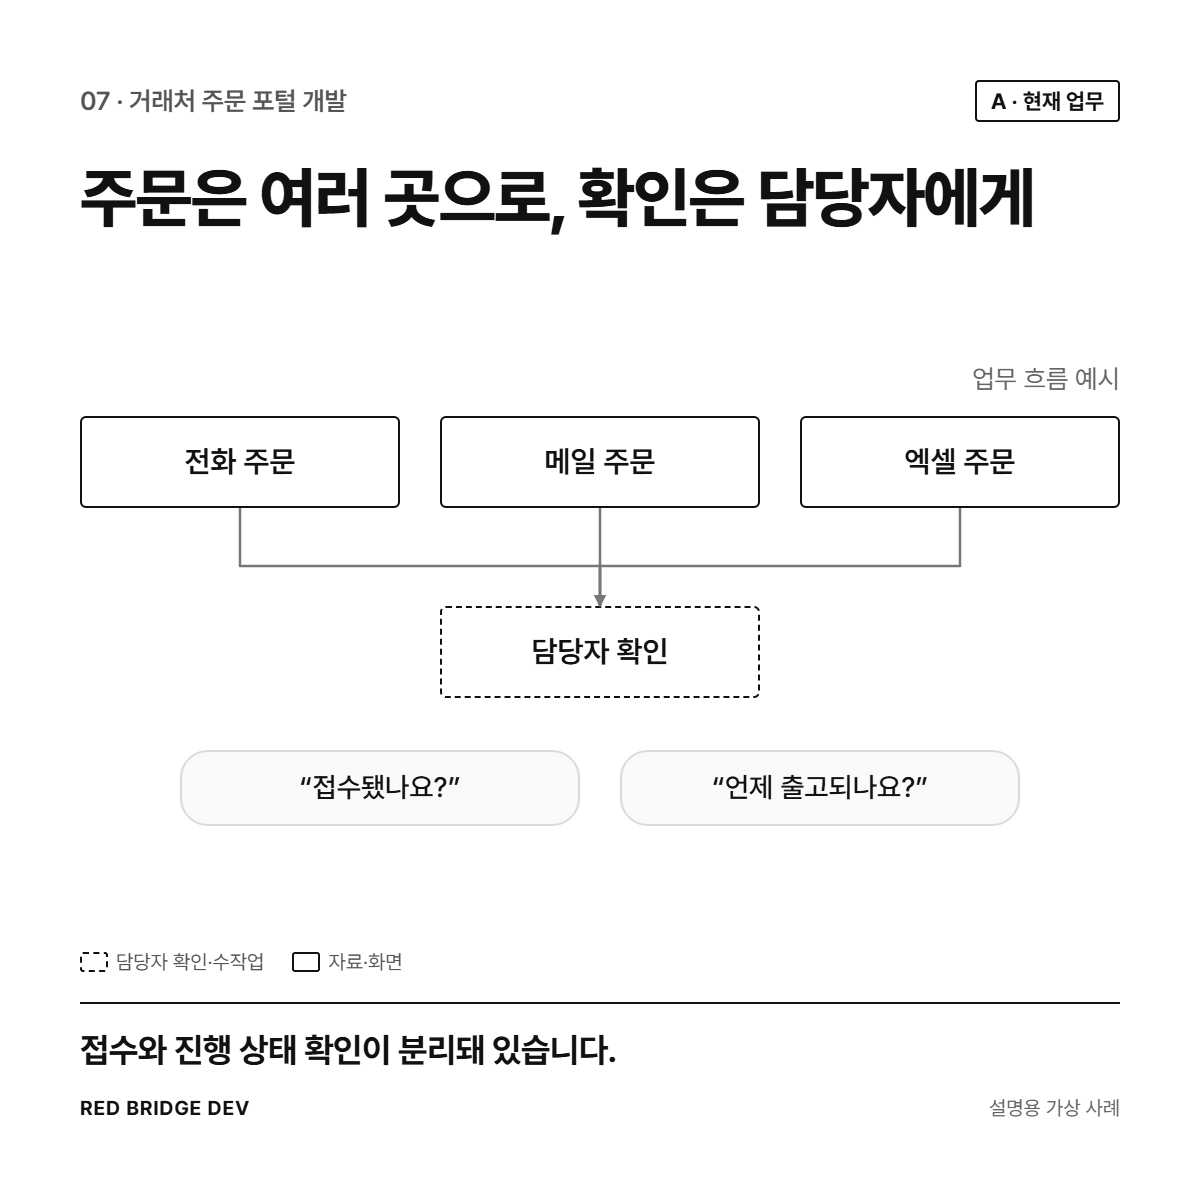 07 · 거래처 주문 포털 개발
A · 현재 업무
주문은 여러 곳으로, 확인은 담당자에게
업무 흐름 예시
전화 주문
메일 주문
엑셀 주문
담당자 확인
“접수됐나요?”
“언제 출고되나요?”
담당자 확인·수작업
자료·화면
접수와 진행 상태 확인이 분리돼 있습니다.
RED BRIDGE DEV
설명용 가상 사례